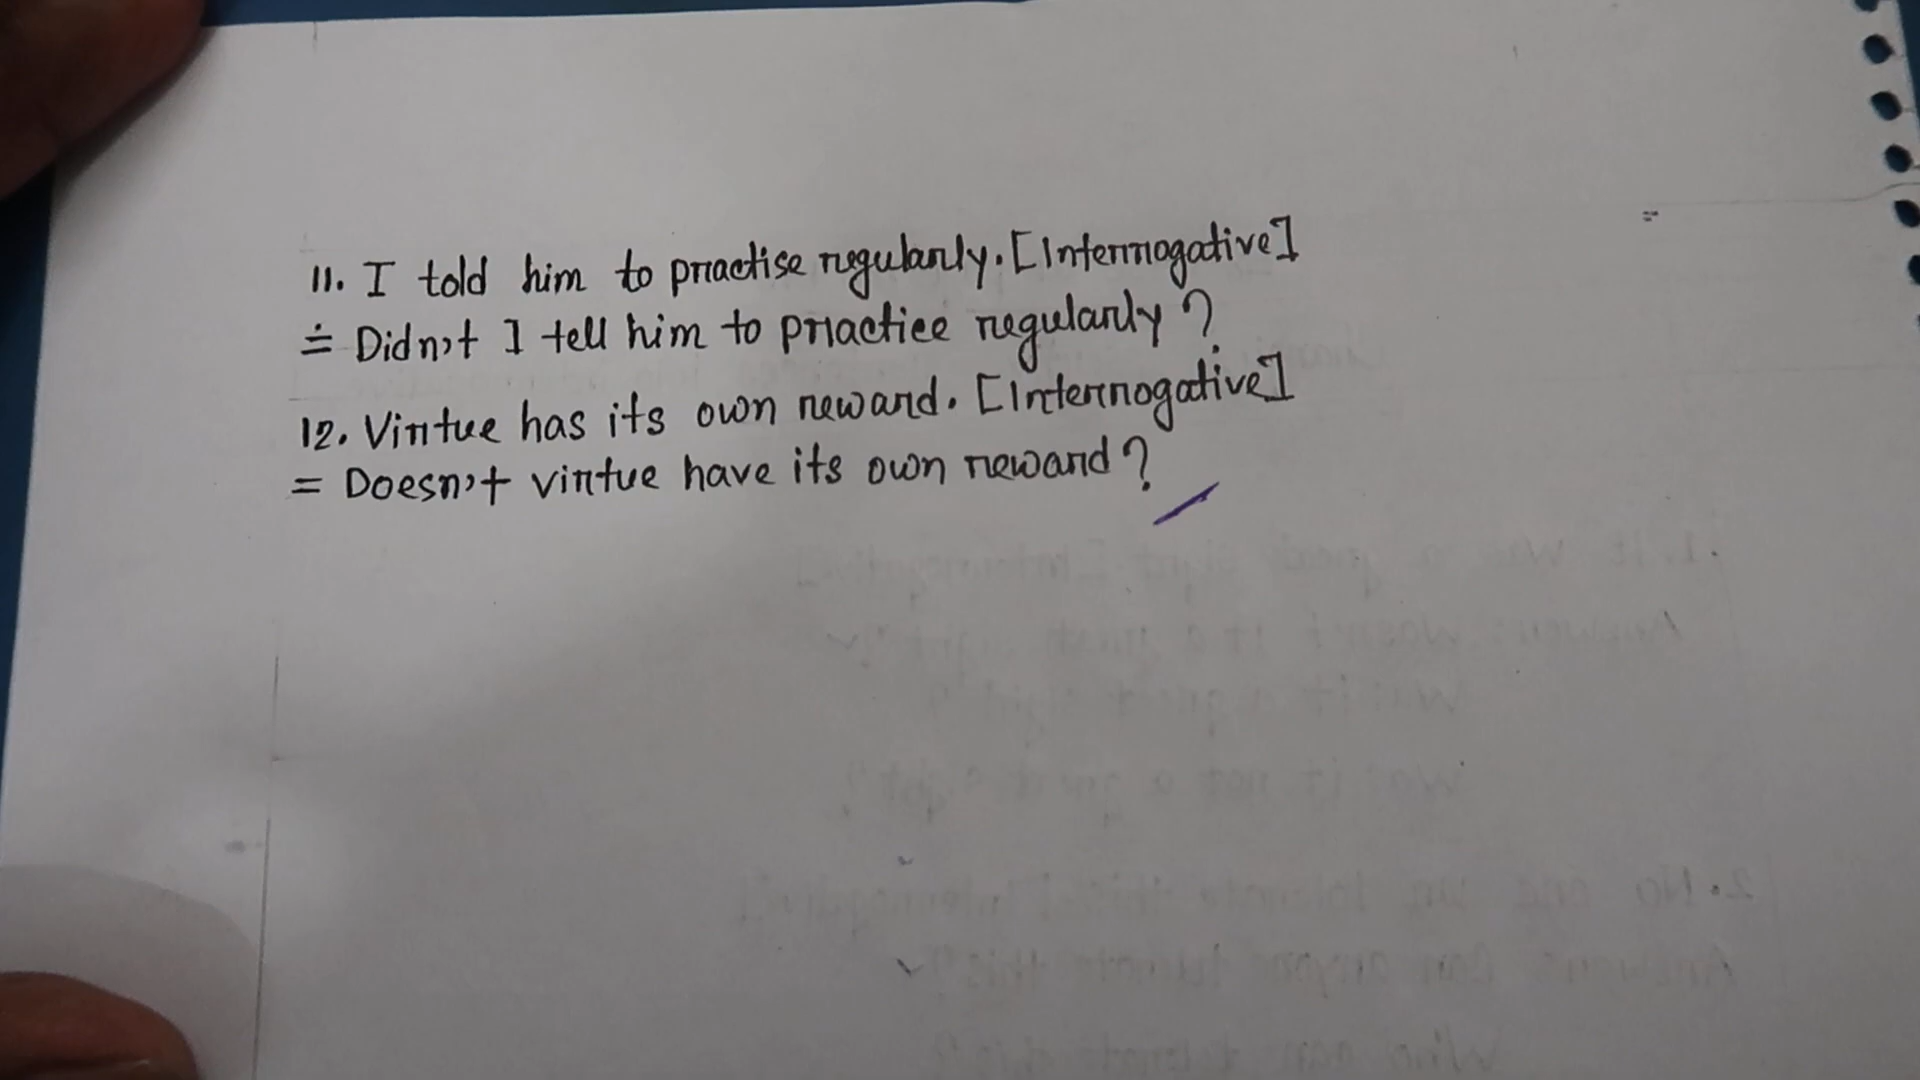 11. I told him to practise regularly. [Interrogative]
= Didn't I tell him to practice regularly?
12. Virtue has its own reward. [Interrogative]
= Doesn't virtue have its own reward?